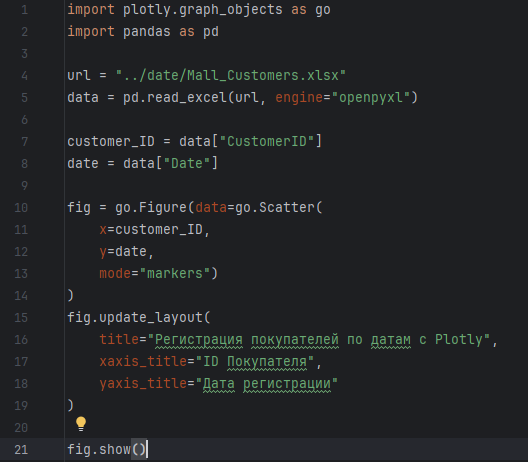 1 import plotly.graph_objects as go
2 import pandas as pd
3
4 url = "../date/Mall_Customers.xlsx"
5 data = pd.read_excel(url, engine="openpyxl")
6
7 customer_ID = data["CustomerID"]
8 date = data["Date"]
9
10 fig = go.Figure(data=go.Scatter(
11     x=customer_ID,
12     y=date,
13     mode="markers")
14 )
15 fig.update_layout(
16     title="Регистрация покупателей по датам с Plotly",
17     xaxis_title="ID Покупателя",
18     yaxis_title="Дата регистрации"
19 )
20
21 fig.show()